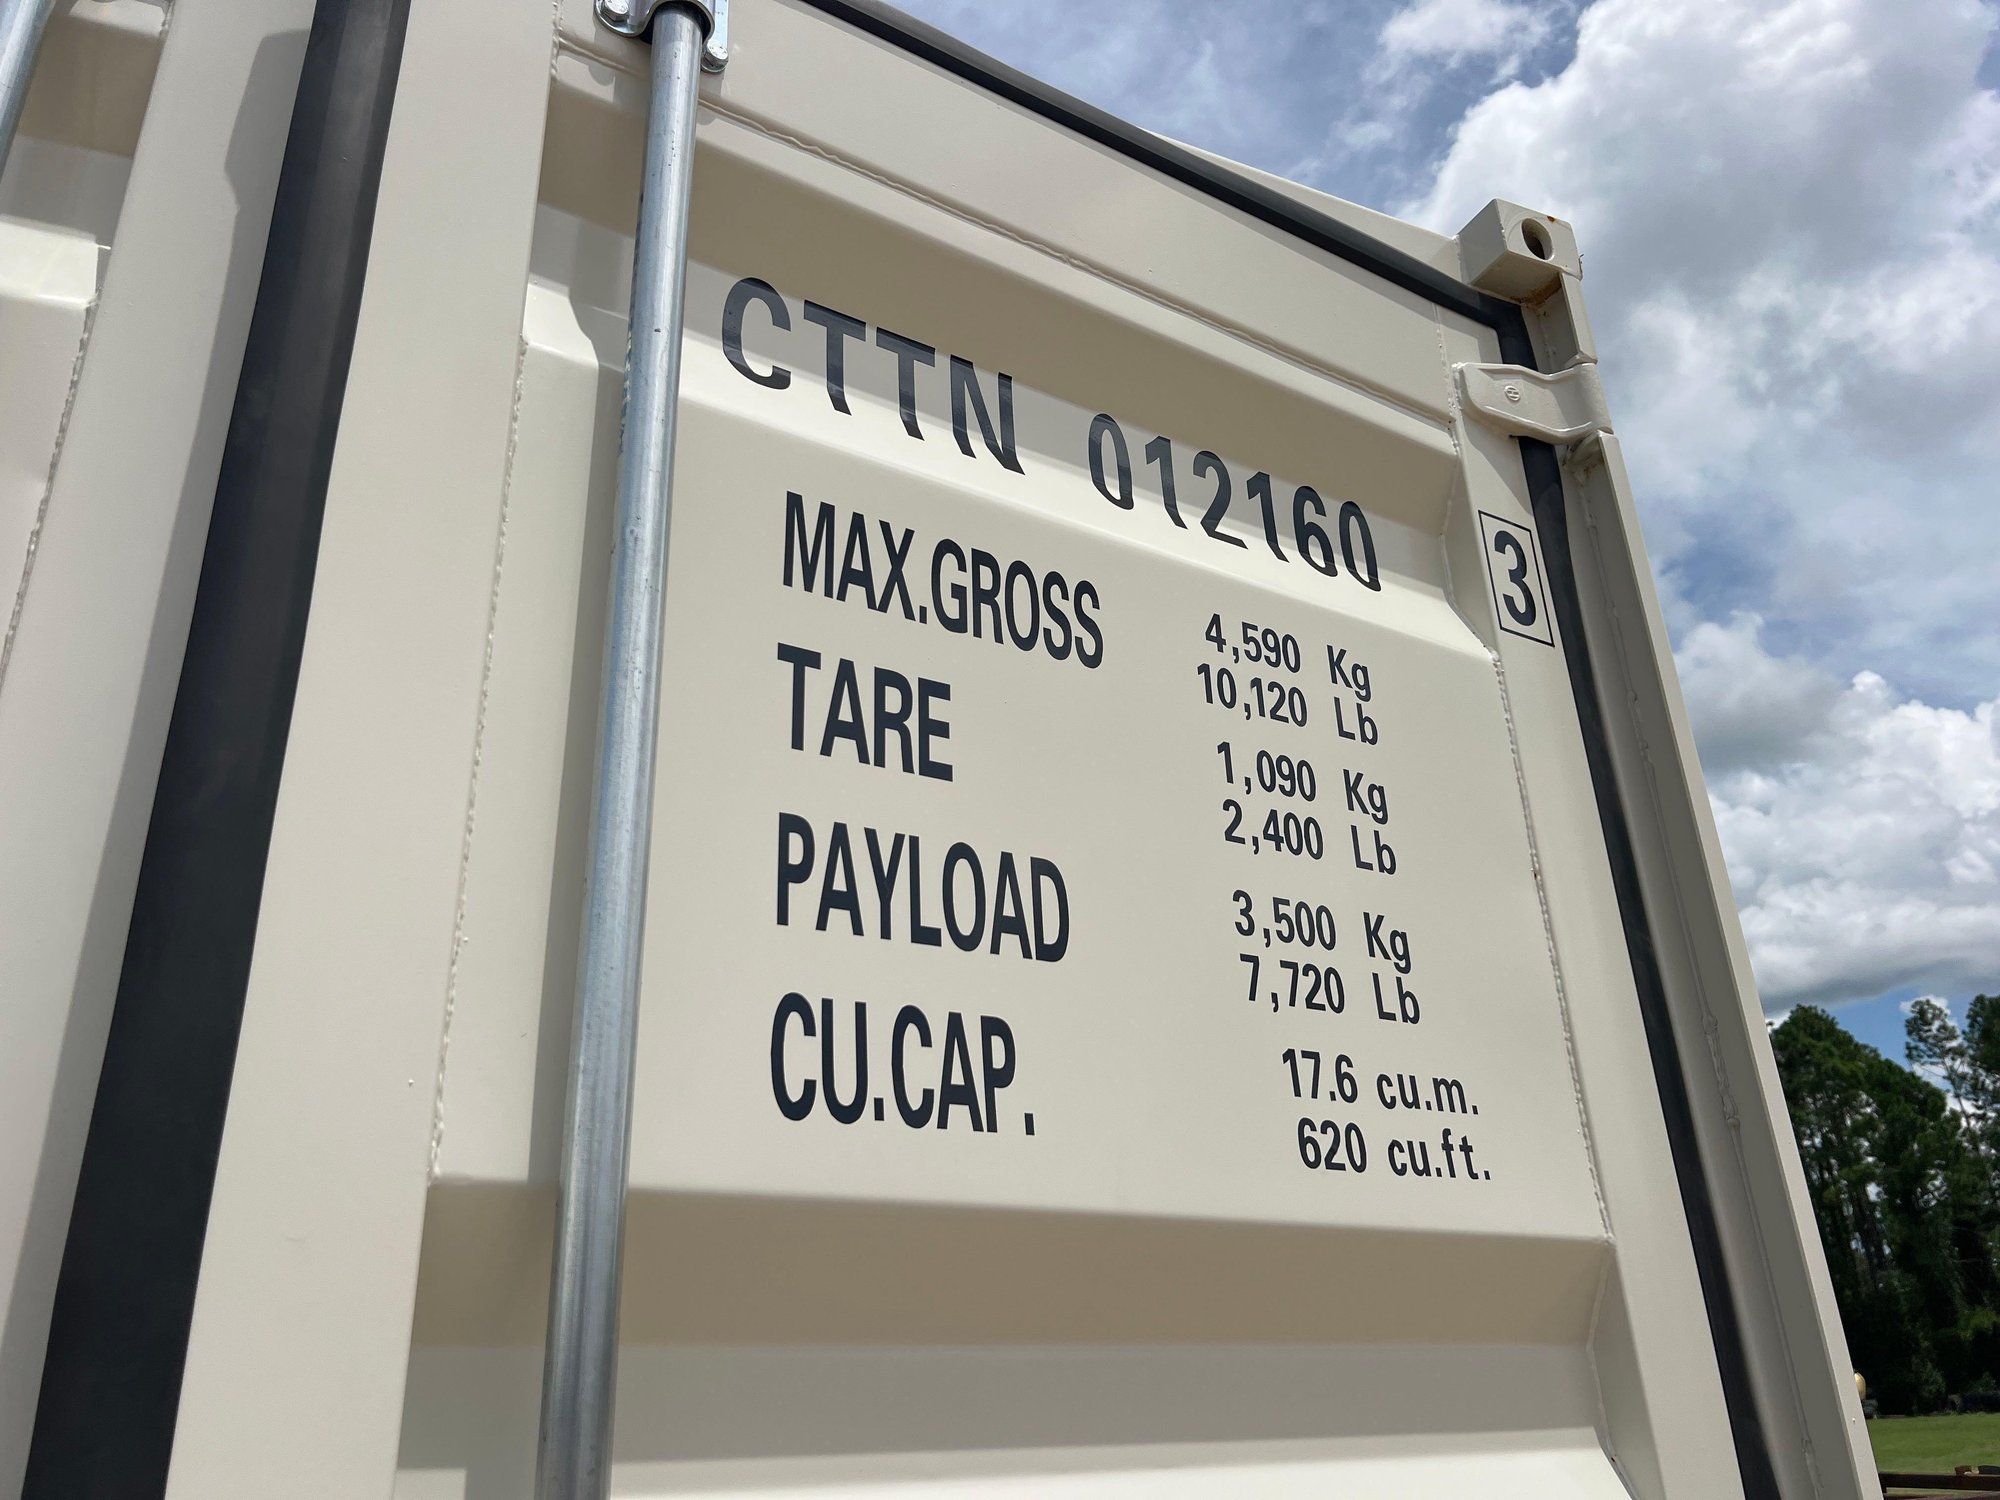 CTTN 012160 3
MAX.GROSS 4,590 Kg
10,120 Lb
TARE 1,090 Kg
2,400 Lb
PAYLOAD 3,500 Kg
7,720 Lb
CU.CAP. 17.6 cu.m.
620 cu.ft.